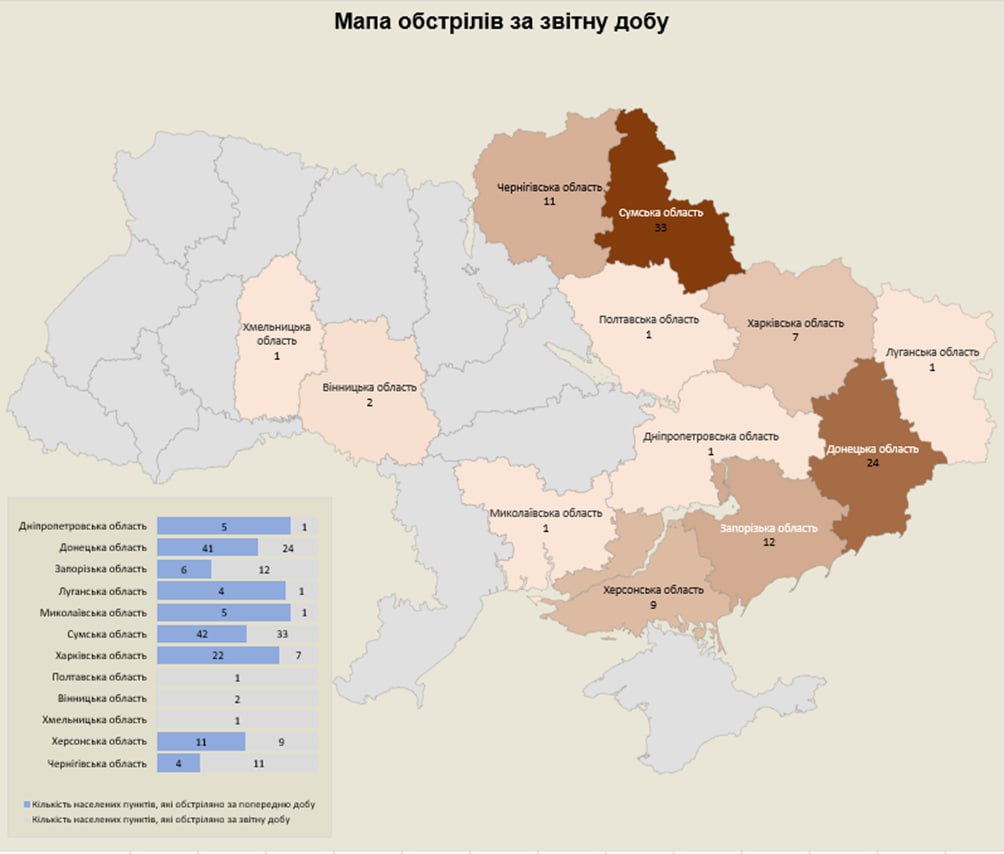 Мапа обстрілів за звітну добу
Чернігівська область
11
Сумська область
33
Полтавська область
1
Харківська область
7
Луганська область
1
Хмельницька
область
1
Вінницька область
2
Дніпропетровська область
1
Донецька область
24
Миколаївська область
1
Запорізька область
12
Херсонська область
9
Дніпропетровська область 5 1
Донецька область 41 24
Запорізька область 6 12
Луганська область 4 1
Миколаївська область 5 1
Сумська область 42 33
Харківська область 22 7
Полтавська область 1
Вінницька область 2
Хмельницька область 1
Херсонська область 11 9
Чернігівська область 4 11
Кількість населених пунктів, які обстріляно за попередню добу
Кількість населених пунктів, які обстріляно за звітну добу